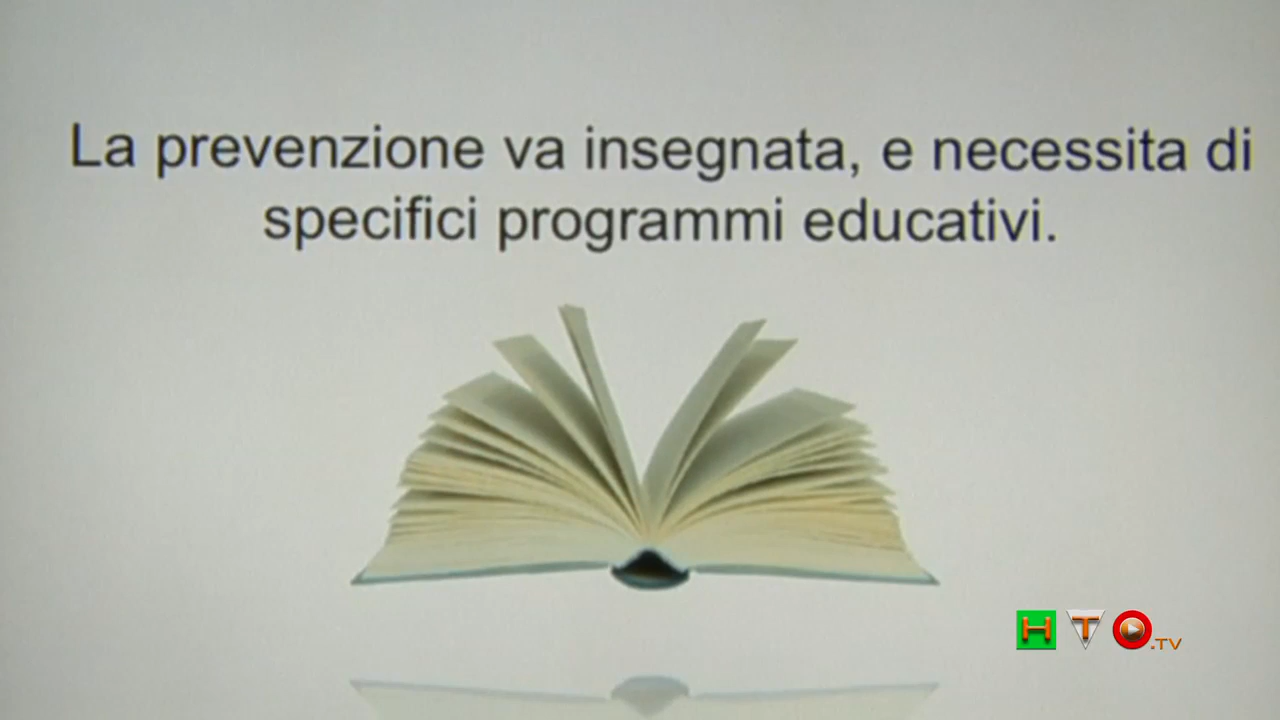 La prevenzione va insegnata, e necessita di
specifici programmi educativi.
HTO.TV